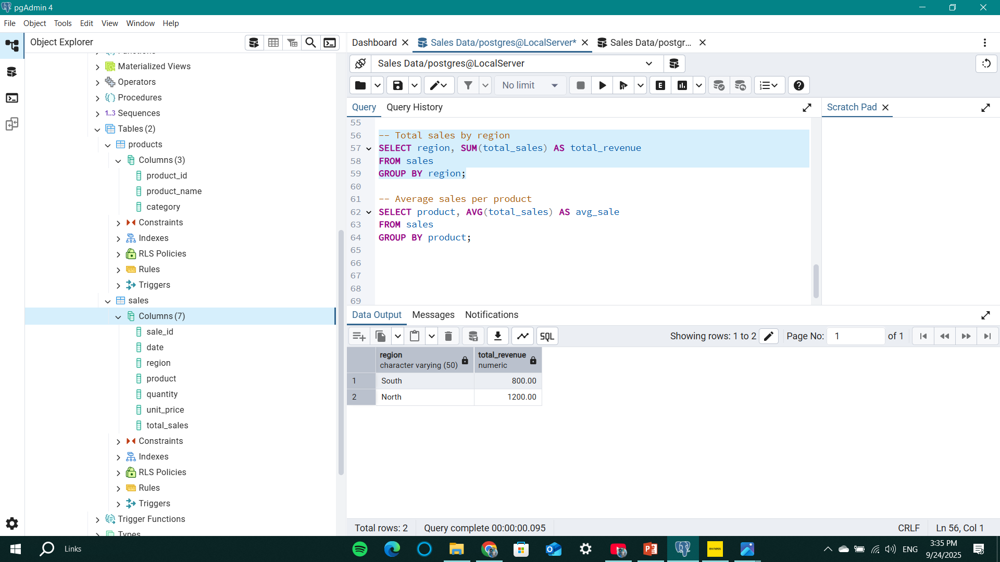 pgAdmin 4
File Object Tools Edit View Window Help
Object Explorer
Functions
Materialized Views
Operators
Procedures
1..3 Sequences
Tables (2)
products
Columns (3)
product_id
product_name
category
Constraints
Indexes
RLS Policies
Rules
Triggers
sales
Columns (7)
sale_id
date
region
product
quantity
unit_price
total_sales
Constraints
Indexes
RLS Policies
Rules
Triggers
Trigger Functions
Types
Dashboard Sales Data/postgres@LocalServer* Sales Data/postgr...
Sales Data/postgres@LocalServer
No limit E
Query Query History
Scratch Pad
55
56 -- Total sales by region
57 SELECT region, SUM(total_sales) AS total_revenue
58 FROM sales
59 GROUP BY region;
60
61 -- Average sales per product
62 SELECT product, AVG(total_sales) AS avg_sale
63 FROM sales
64 GROUP BY product;
65
66
67
68
69
Data Output Messages Notifications
SQL Showing rows: 1 to 2 Page No: 1 of 1
region total_revenue
character varying (50) numeric
1 South 800.00
2 North 1200.00
Total rows: 2 Query complete 00:00:00.095 CRLF Ln 56, Col 1
Links exness ENG 3:35 PM
9/24/2025